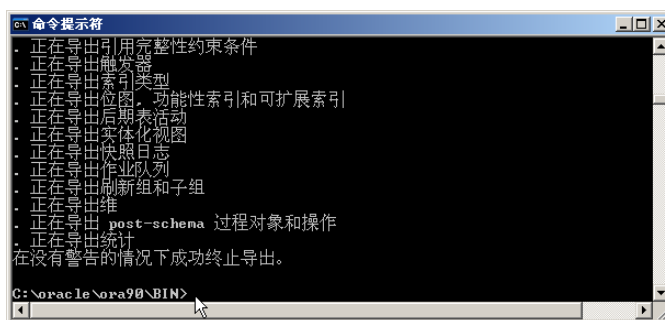 命令提示符
. 正在导出引用完整性约束条件
. 正在导出触发器
. 正在导出索引类型
. 正在导出位图, 功能性索引和可扩展索引
. 正在导出后期表活动
. 正在导出实体化视图
. 正在导出快照日志
. 正在导出作业队列
. 正在导出刷新组和子组
. 正在导出维
. 正在导出 post-schema 过程对象和操作
. 正在导出统计
在没有警告的情况下成功终止导出。
C:\oracle\ora90\BIN>